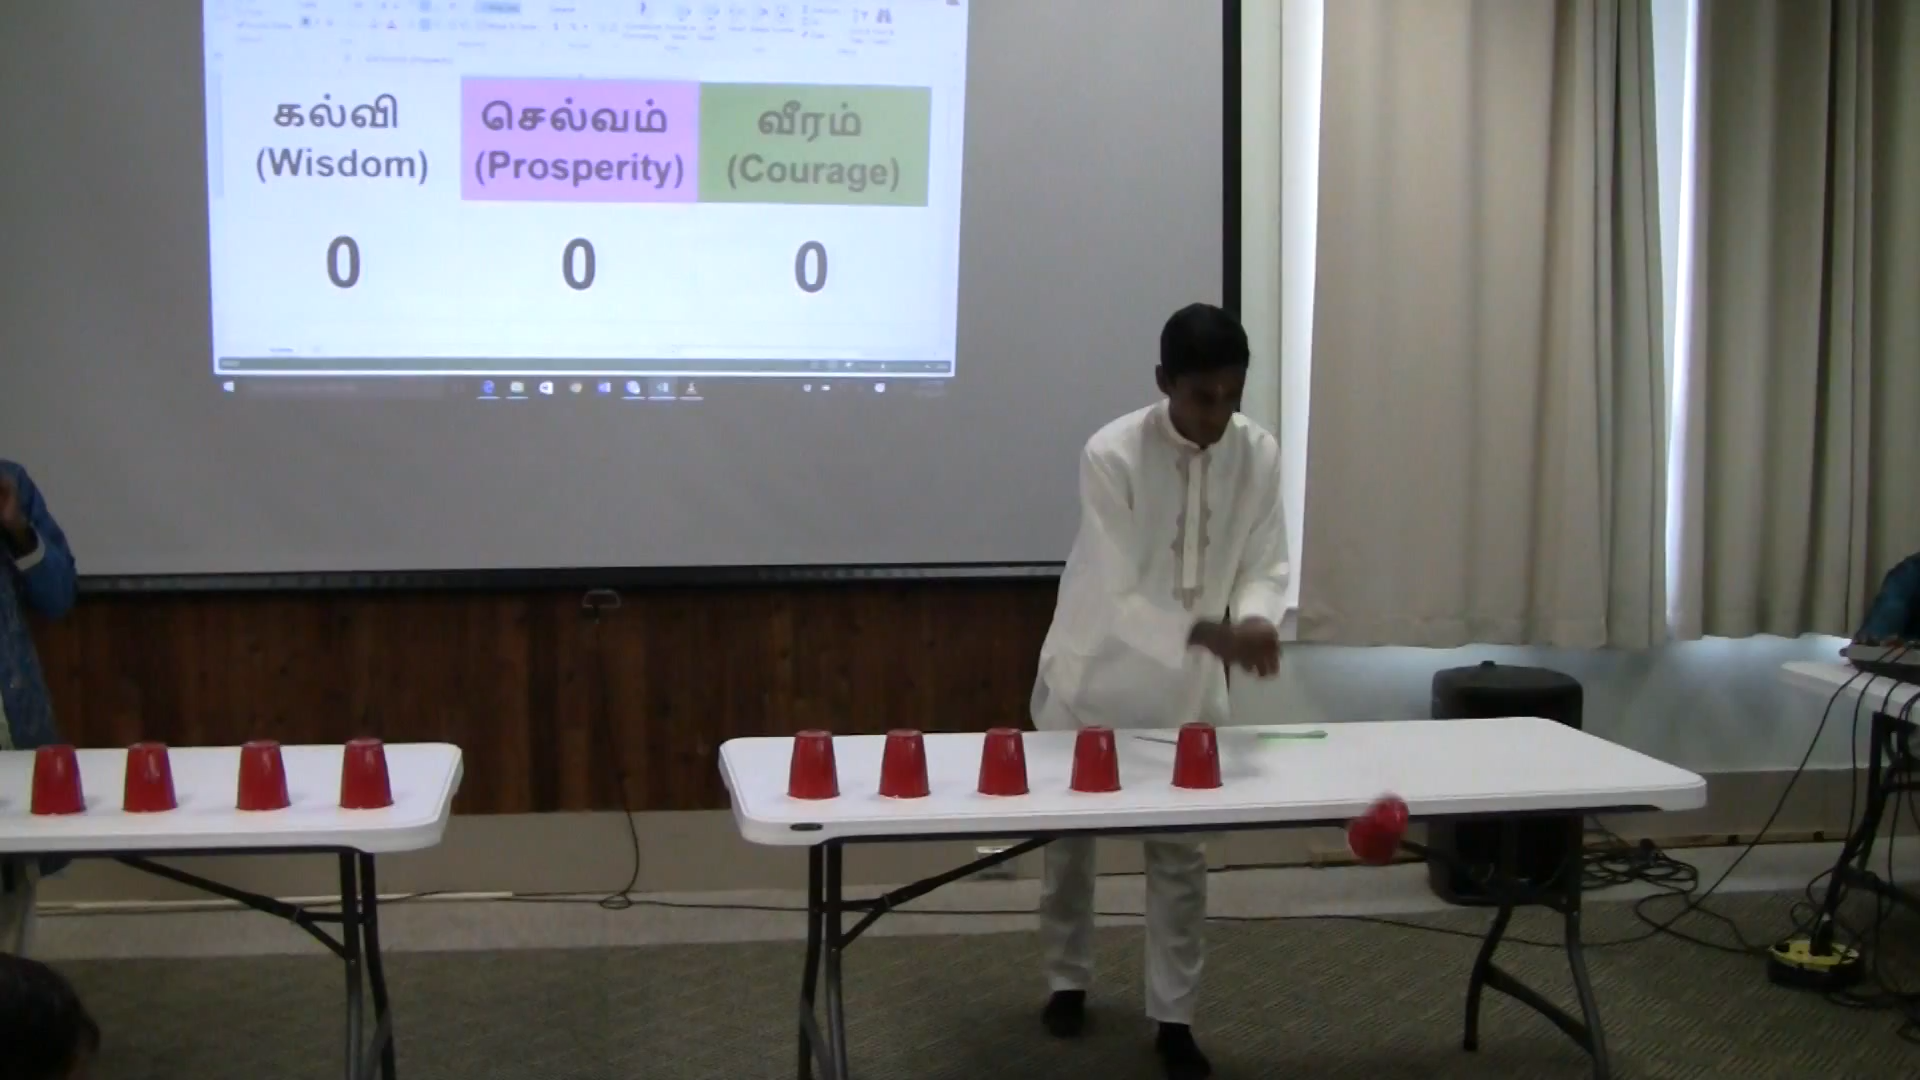 கல்வி
(Wisdom)
செல்வம்
(Prosperity)
வீரம்
(Courage)
0 0 0